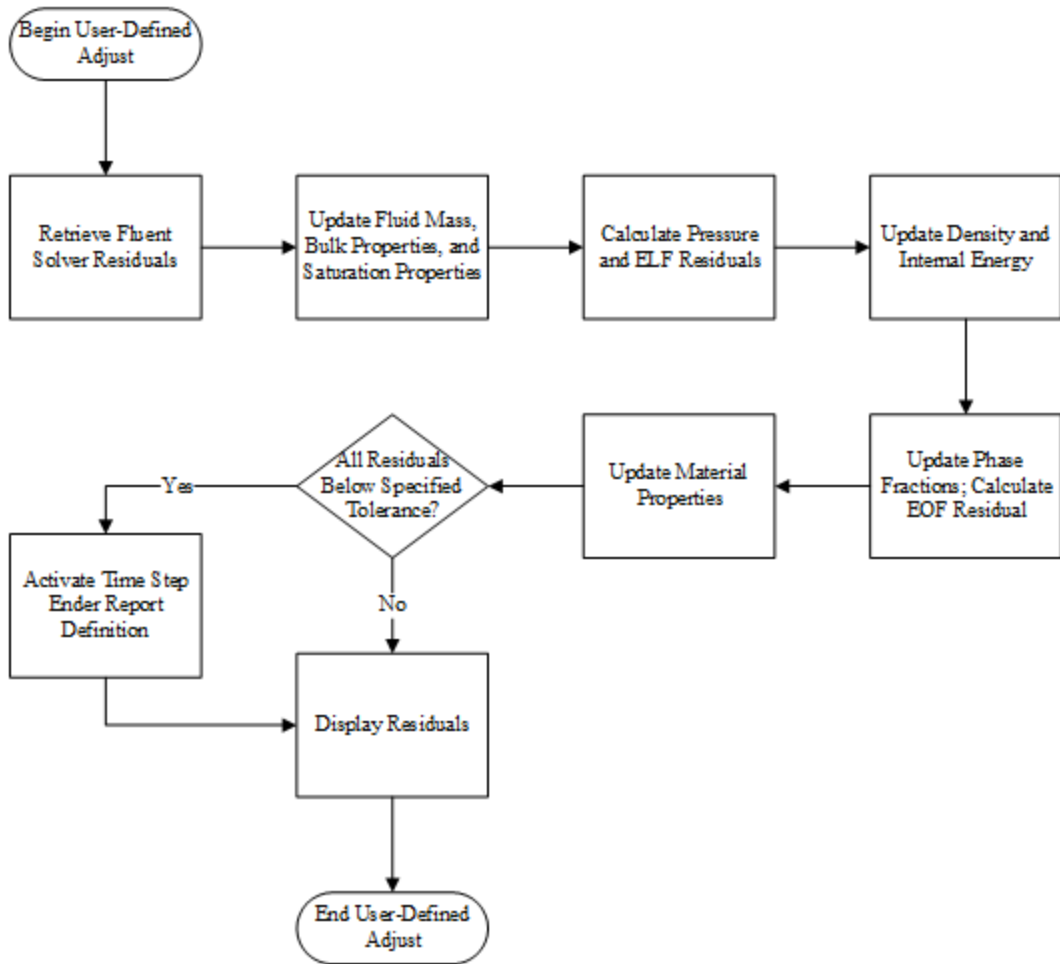 Begin User-Defined
Adjust
Retrieve Fluent
Solver Residuals
Update Fluid Mass,
Bulk Properties, and
Saturation Properties
Calculate Pressure
and ELF Residuals
Update Density and
Internal Energy
Update Phase
Fractions; Calculate
EOF Residual
Update Material
Properties
All Residuals
Below Specified
Tolerance?
Yes
Activate Time Step
Ender Report
Definition
No
Display Residuals
End User-Defined
Adjust